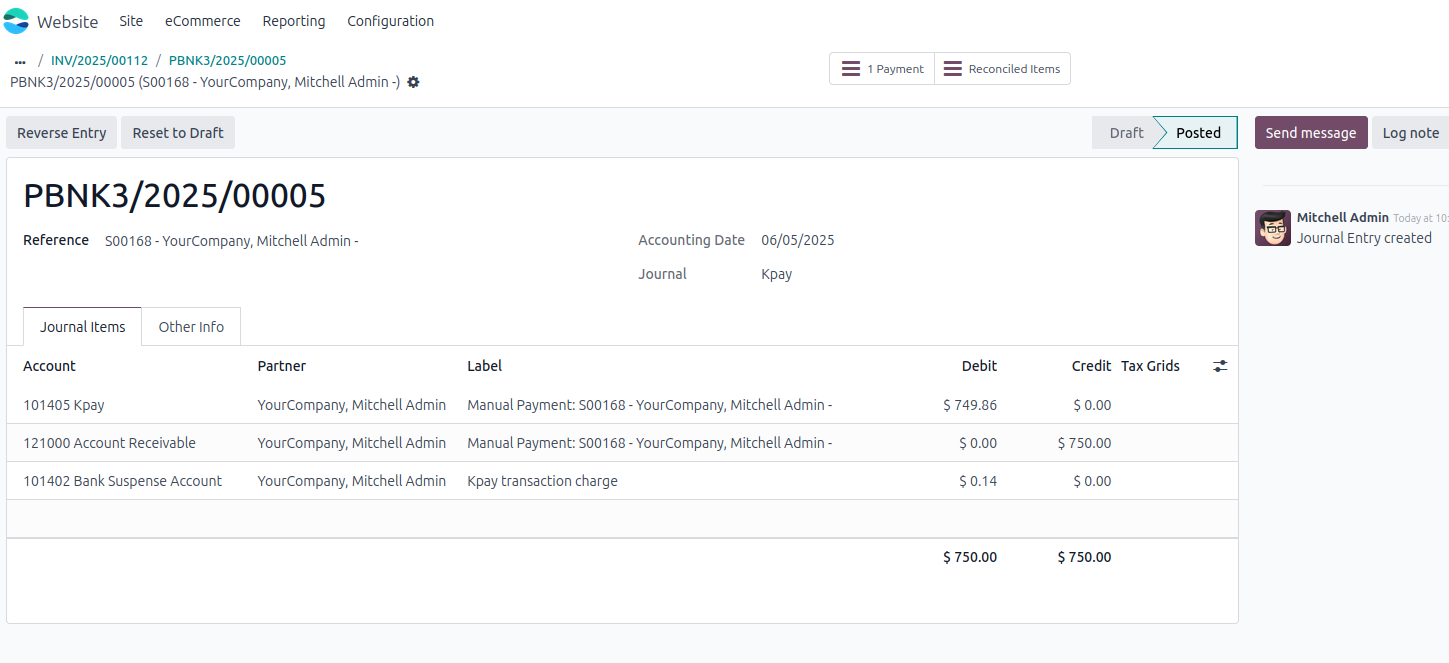 Website Site eCommerce Reporting Configuration
... / INV/2025/00112 / PBNK3/2025/00005
PBNK3/2025/00005 (S00168 - YourCompany, Mitchell Admin -)
1 Payment Reconciled Items
Reverse Entry Reset to Draft Draft Posted Send message Log note
PBNK3/2025/00005
Reference S00168 - YourCompany, Mitchell Admin - Accounting Date 06/05/2025
Journal Kpay
Mitchell Admin Today at 10:
Journal Entry created
Journal Items Other Info
Account Partner Label Debit Credit Tax Grids
101405 Kpay YourCompany, Mitchell Admin Manual Payment: S00168 - YourCompany, Mitchell Admin - $ 749.86 $ 0.00
121000 Account Receivable YourCompany, Mitchell Admin Manual Payment: S00168 - YourCompany, Mitchell Admin - $ 0.00 $ 750.00
101402 Bank Suspense Account YourCompany, Mitchell Admin Kpay transaction charge $ 0.14 $ 0.00
$ 750.00 $ 750.00